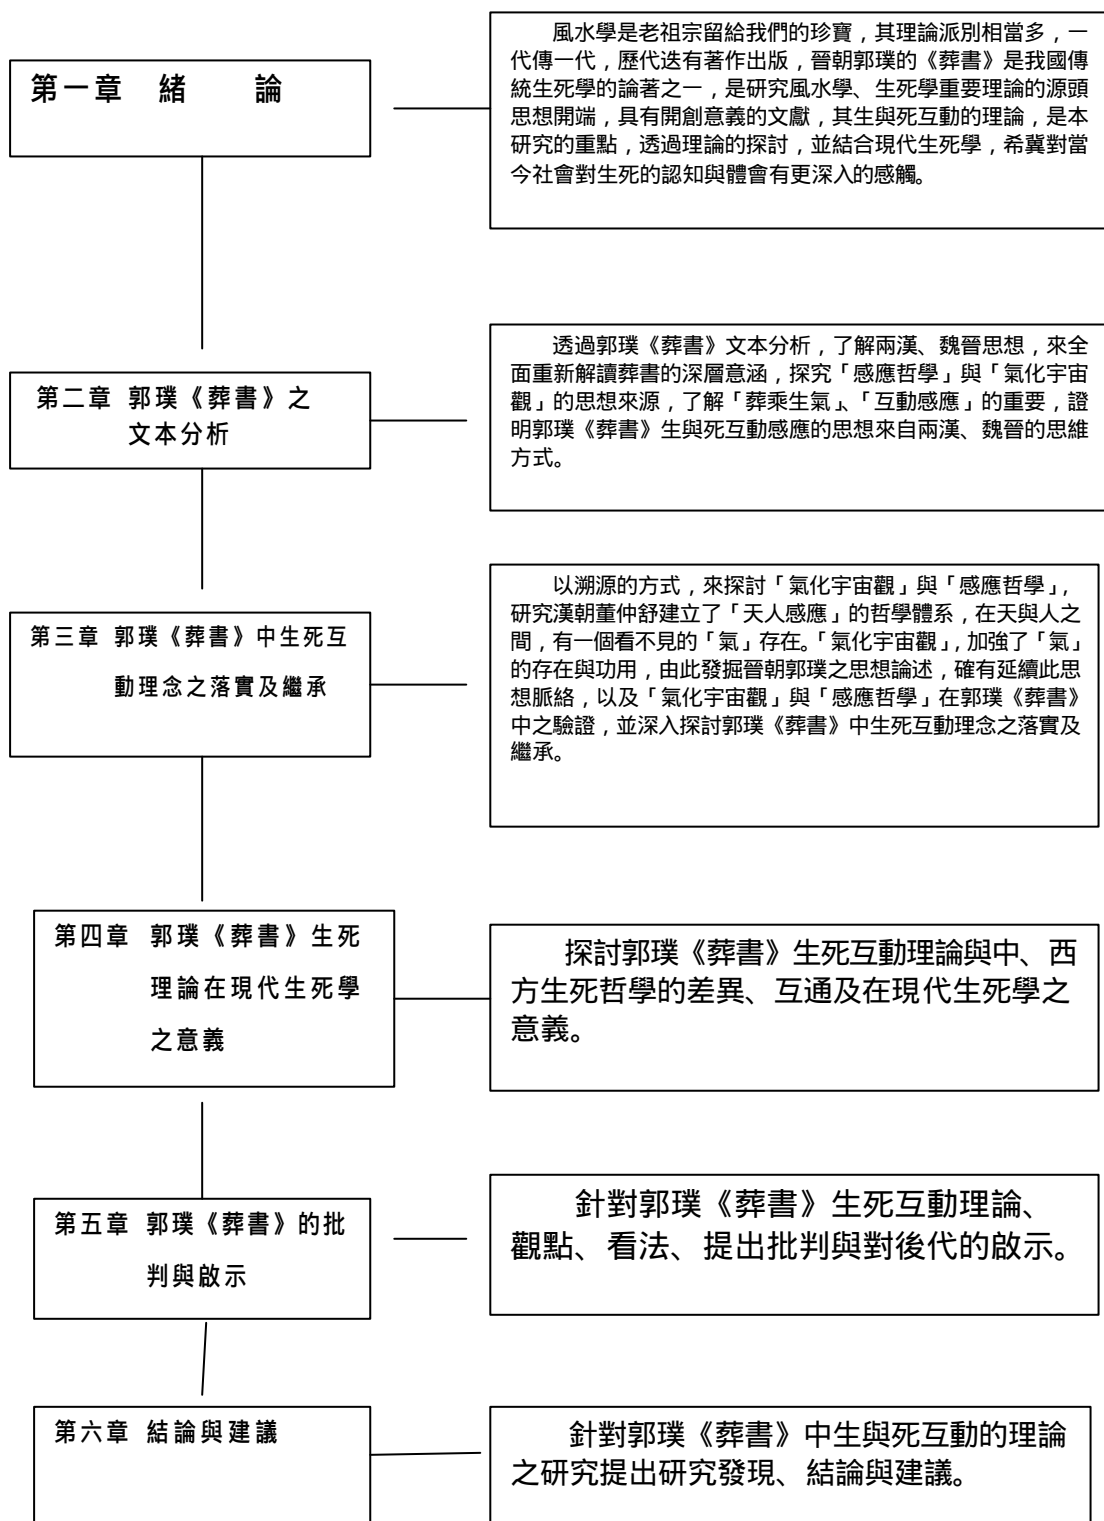 第一章 緒 論
風水學是老祖宗留給我們的珍寶，其理論派別相當多，一
代傳一代，歷代迭有著作出版，晉朝郭璞的《葬書》是我國傳
統生死學的論著之一，是研究風水學、生死學重要理論的源頭
思想開端，具有開創意義的文獻，其生與死互動的理論，是本
研究的重點，透過理論的探討，並結合現代生死學，希冀對當
今社會對生死的認知與體會有更深入的感觸。
第二章 郭璞《葬書》之
文本分析
透過郭璞《葬書》文本分析，了解兩漢、魏晉思想，來全
面重新解讀葬書的深層意涵，探究「感應哲學」與「氣化宇宙
觀」的思想來源，了解「葬乘生氣」、「互動感應」的重要，證
明郭璞《葬書》生與死互動感應的思想來自兩漢、魏晉的思維
方式。
第三章 郭璞《葬書》中生死互
動理念之落實及繼承
以溯源的方式，來探討「氣化宇宙觀」與「感應哲學」，
研究漢朝董仲舒建立了「天人感應」的哲學體系，在天與人之
間，有一個看不見的「氣」存在。「氣化宇宙觀」，加強了「氣」
的存在與功用，由此發掘晉朝郭璞之思想論述，確有延續此思
想脈絡，以及「氣化宇宙觀」與「感應哲學」在郭璞《葬書》
中之驗證，並深入探討郭璞《葬書》中生死互動理念之落實及
繼承。
第四章 郭璞《葬書》生死
理論在現代生死學
之意義
探討郭璞《葬書》生死互動理論與中、西
方生死哲學的差異、互通及在現代生死學之
意義。
第五章 郭璞《葬書》的批
判與啟示
針對郭璞《葬書》生死互動理論、
觀點、看法、提出批判與對後代的啟示。
第六章 結論與建議
針對郭璞《葬書》中生與死互動的理論
之研究提出研究發現、結論與建議。